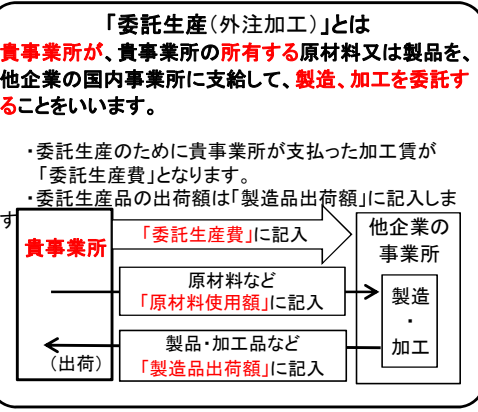 「委託生産(外注加工)」とは
貴事業所が、貴事業所の所有する原材料又は製品を、
他企業の国内事業所に支給して、製造、加工を委託す
ることをいいます。
・委託生産のために貴事業所が支払った加工賃が
「委託生産費」となります。
・委託生産品の出荷額は「製造品出荷額」に記入しま
す
貴事業所
「委託生産費」に記入
他企業の
事業所
原材料など
「原材料使用額」に記入
製造
・
加工
製品・加工品など
「製造品出荷額」に記入
(出荷)